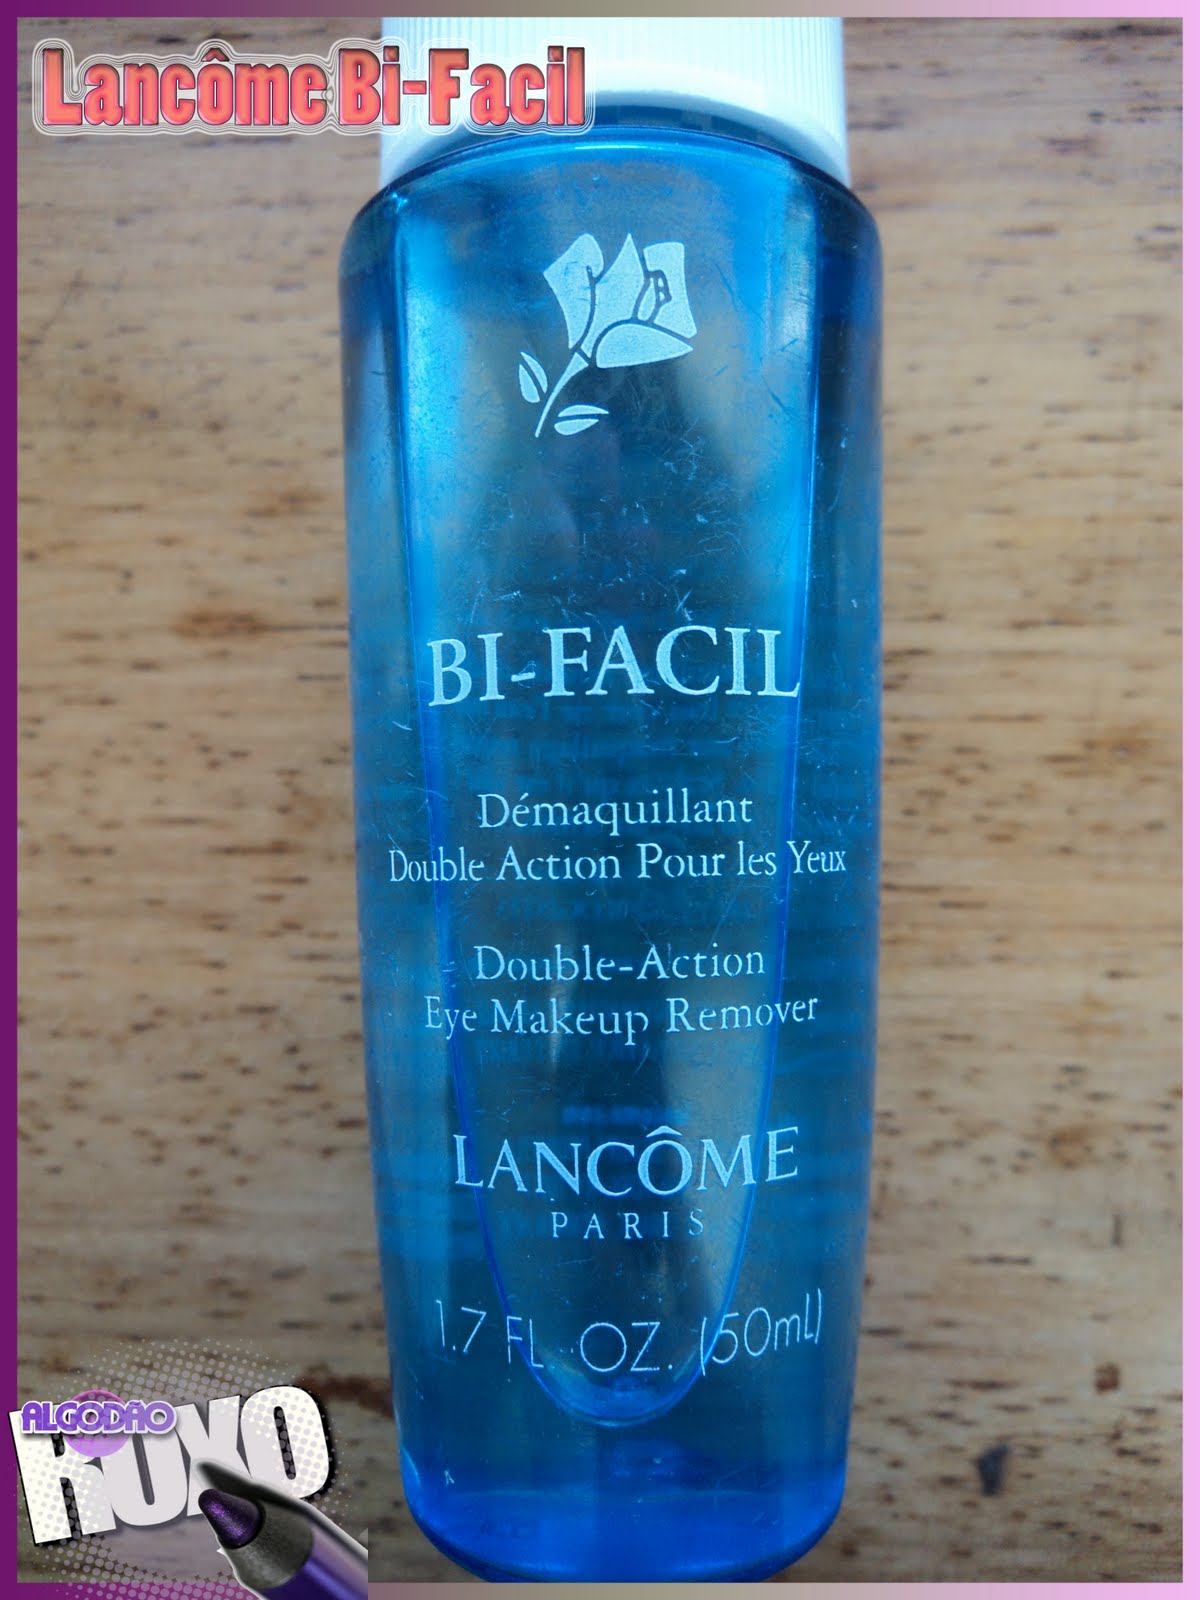 Lancôme Bi-Facil
BI-FACIL
Démaquillant
Double Action Pour les Yeux
Double-Action
Eye Makeup Remover
LANCÔME
PARIS
1.7 FL. OZ. (50mL)
ALGODÃO
ROXO